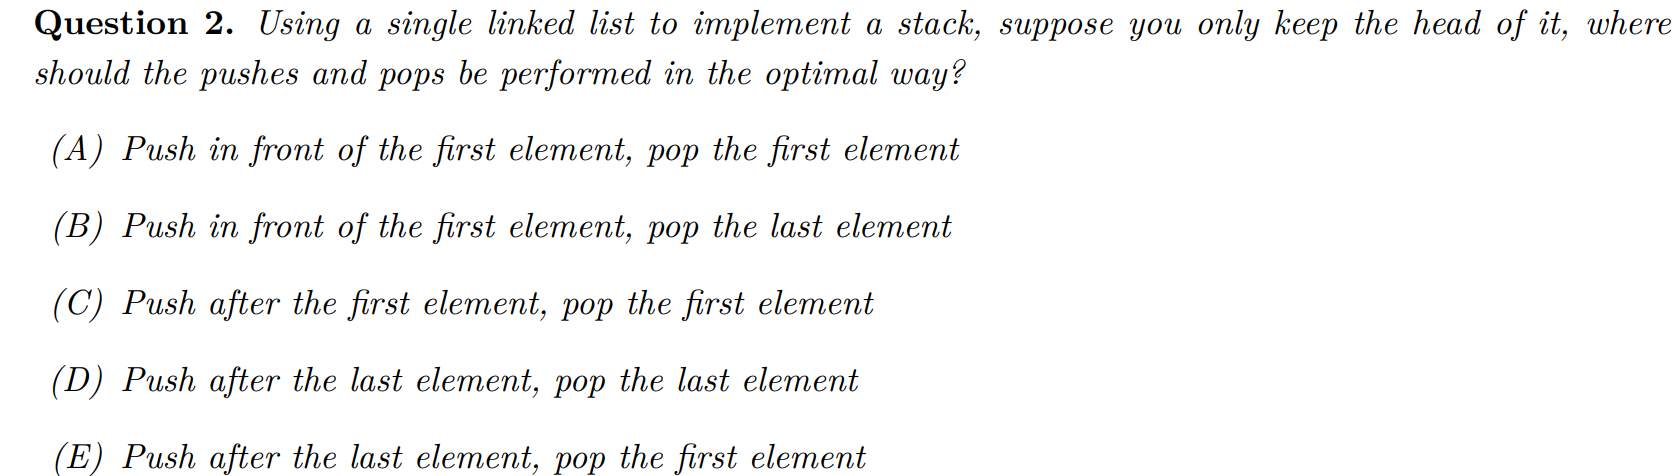 Question 2. Using a single linked list to implement a stack, suppose you only keep the head of it, where
should the pushes and pops be performed in the optimal way?
(A) Push in front of the first element, pop the first element
(B) Push in front of the first element, pop the last element
(C) Push after the first element, pop the first element
(D) Push after the last element, pop the last element
(E) Push after the last element, pop the first element